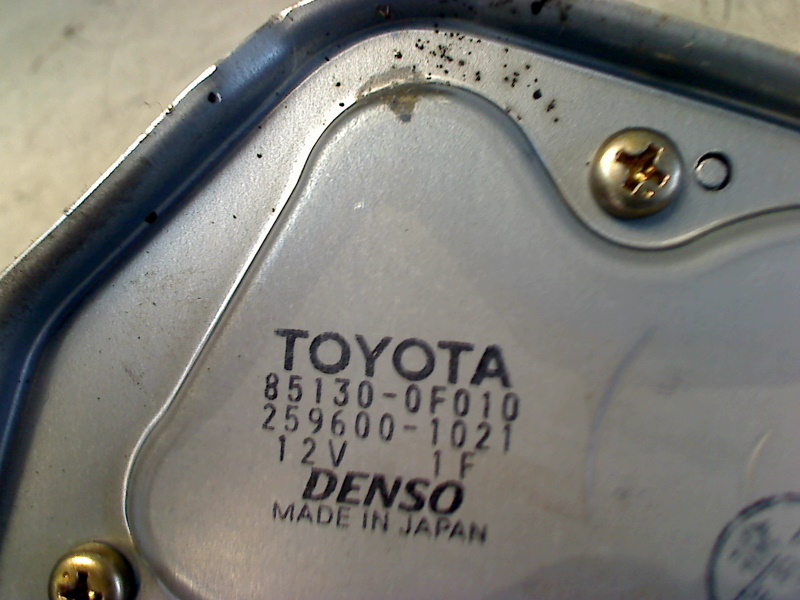 TOYOTA
85130-0F010
259600-1021
12V 1F
DENSO
MADE IN JAPAN